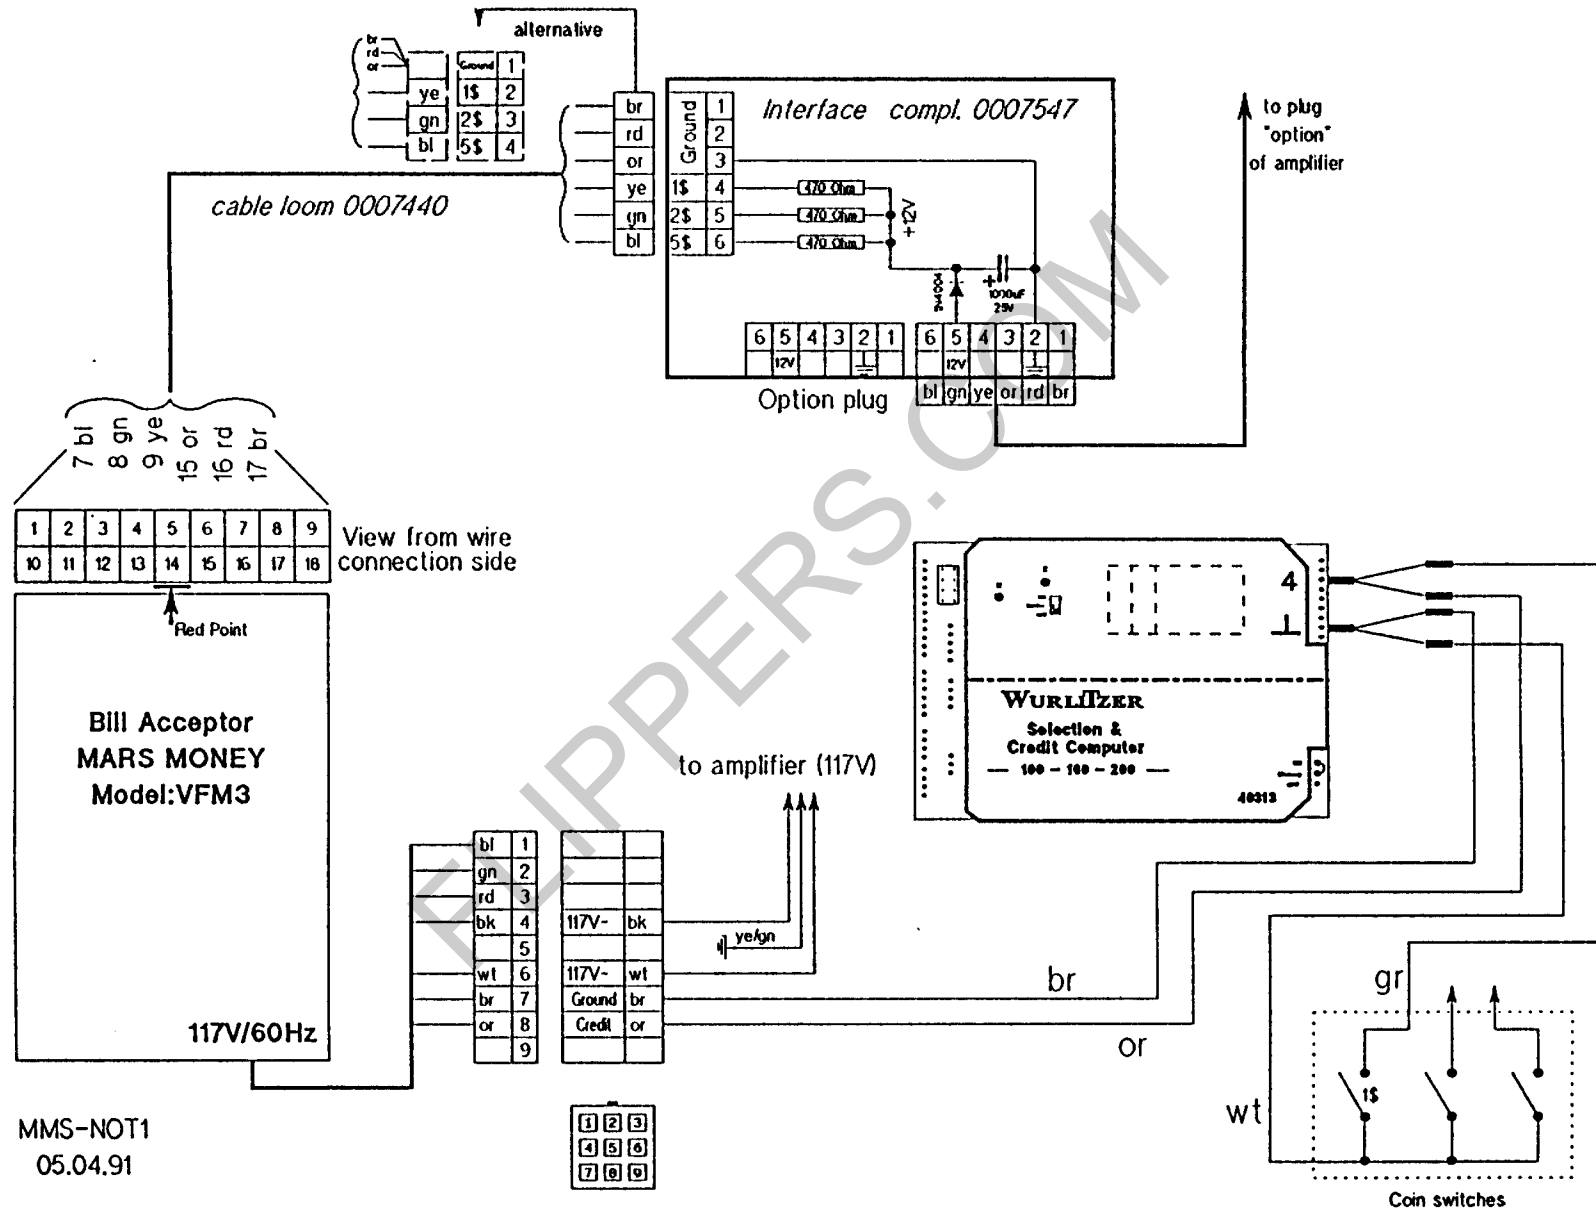 alternative
br
rd
or
Ground 1
ye 1$ 2
gn 2$ 3
bl 5$ 4
cable loom 0007440
br
rd
or
ye
gn
bl
Ground
1
2
3
1$ 4
2$ 5
5$ 6
Interface compl. 0007547
470 Ohm
470 Ohm
470 Ohm
+12V
+
1000uF
25V
6 5 4 3 2 1
12V
6 5 4 3 2 1
12V
bl gn ye or rd br
Option plug
to plug
"option"
of amplifier
7 bl
8 gn
9 ye
15 or
16 rd
17 br
1 2 3 4 5 6 7 8 9
10 11 12 13 14 15 16 17 18
View from wire
connection side
Red Point
Bill Acceptor
MARS MONEY
Model:VFM3
117V/60Hz
4
WURLITZER
Selection &
Credit Computer
100 - 160 - 200
40313
to amplifier (117V)
bl 1
gn 2
rd 3
bk 4 117V~ bk
5
ye/gn
wt 6 117V~ wt
br 7 Ground br
or 8 Credit or
9
br
or
gr
wt
1$
Coin switches
1 2 3
4 5 6
7 8 9
MMS-NOT1
05.04.91
FLIPPERS.COM